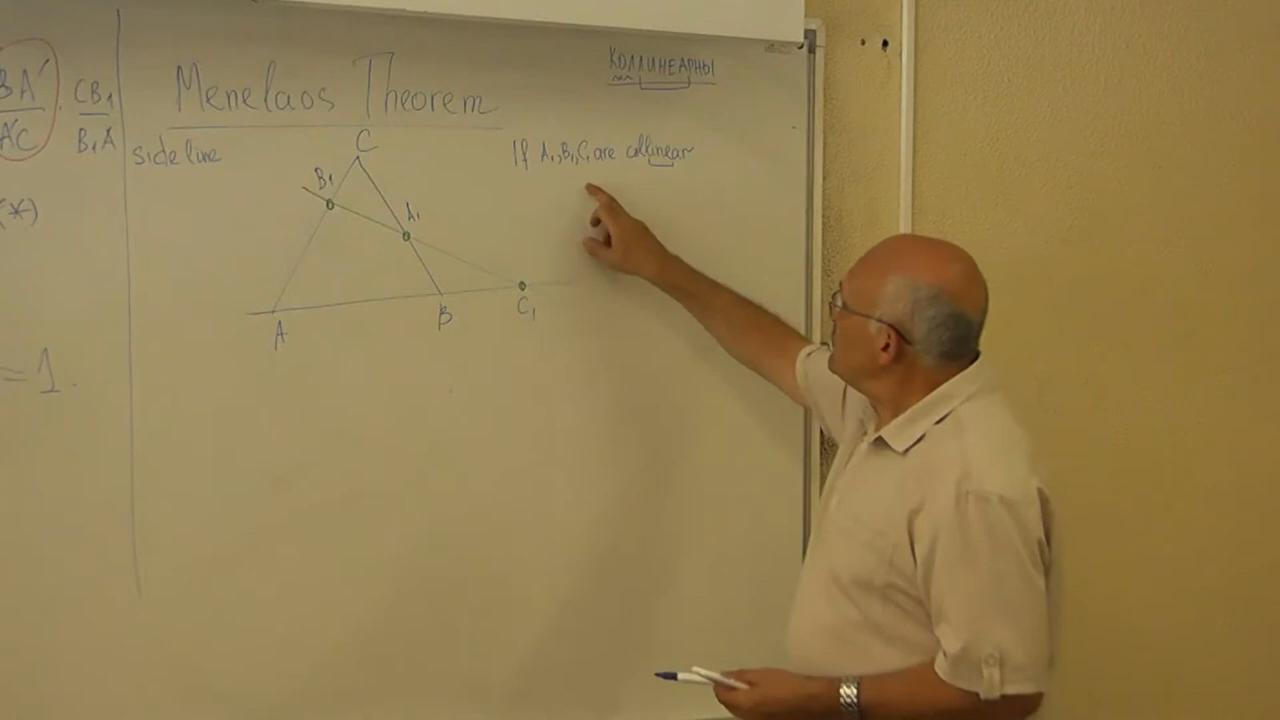 BA′ / A′C · CB₁ / B₁A
(*)
=1.
Menelaos Theorem
КОЛЛИНЕАРНЫ
side line
If A₁,B₁,C₁ are collinear
C
B₁
A₁
A
B
C₁